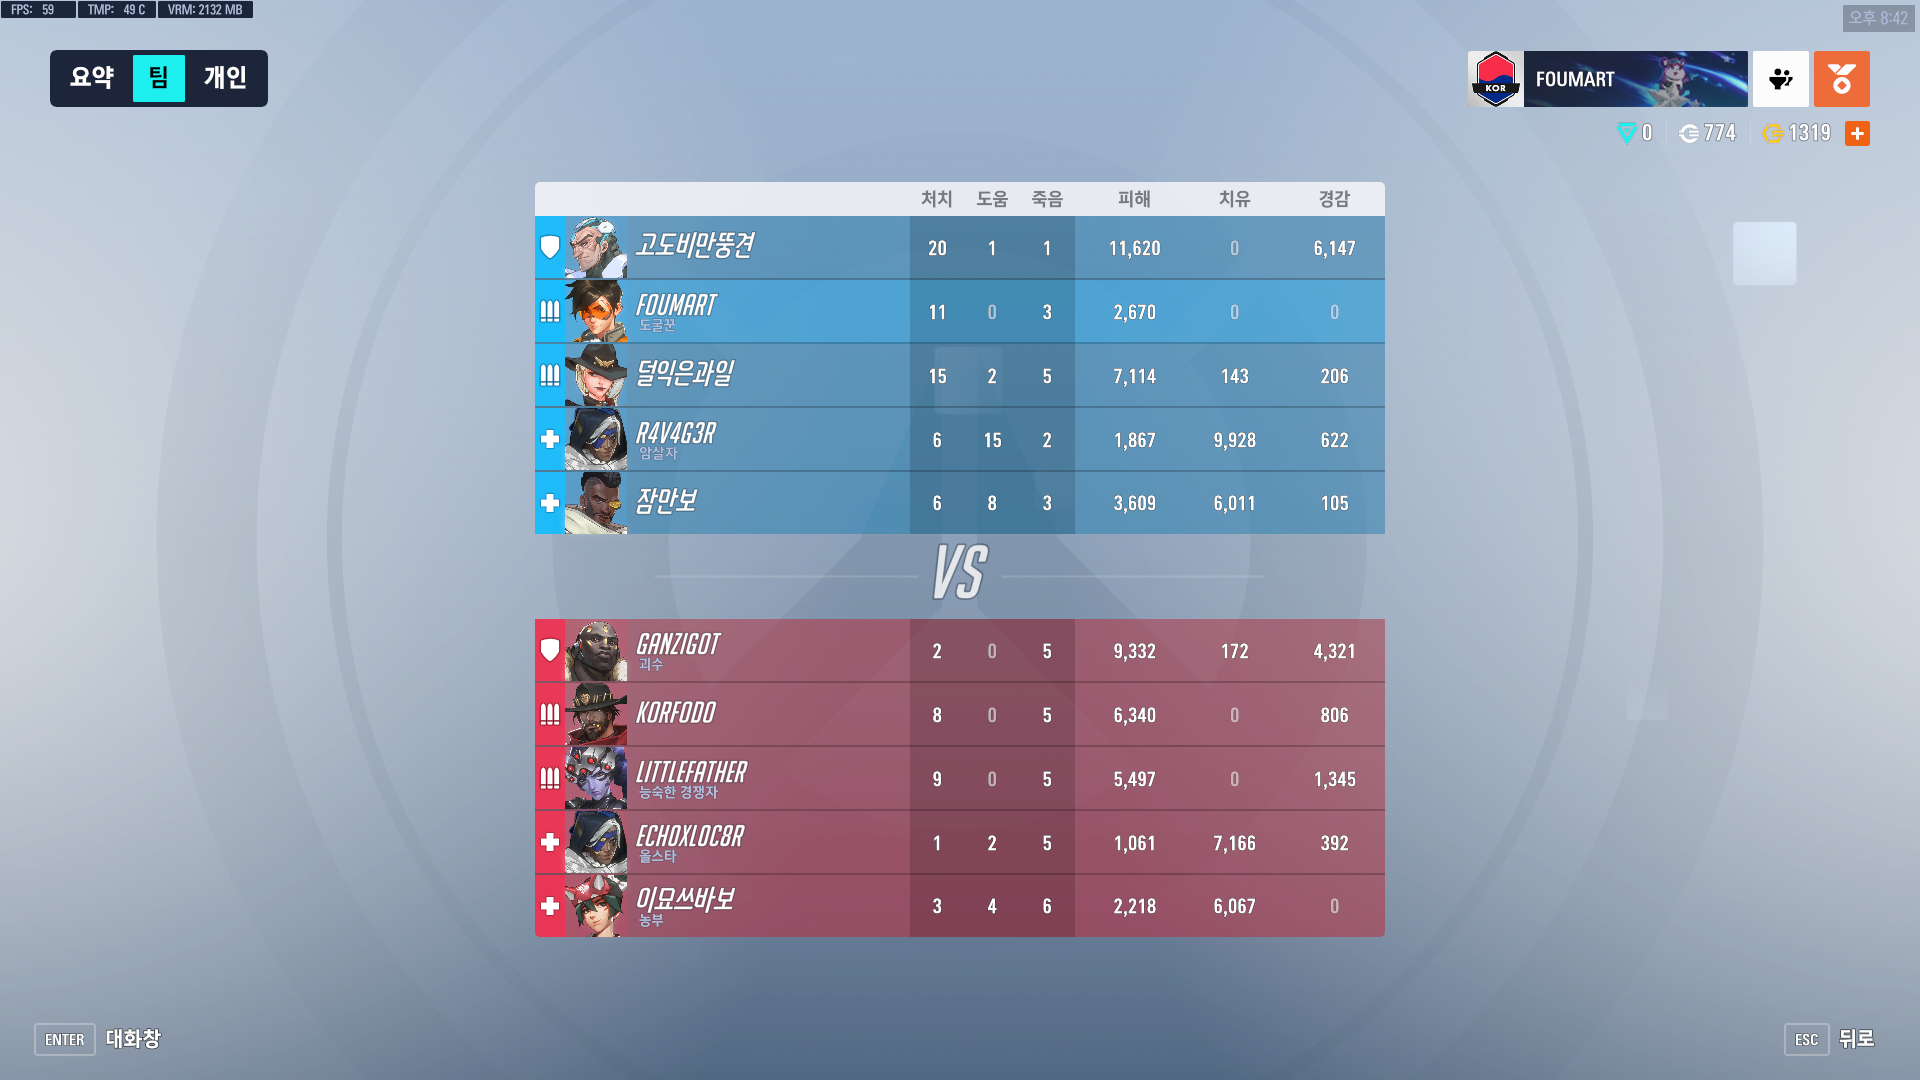 FPS: 59 TMP: 49 C VRM: 2132 MB
오후 8:42
요약 팀 개인
KOR FOUMART
0 774 1319 +
처치 도움 죽음 피해 치유 경감
고도비만뚱견 20 1 1 11,620 0 6,147
FOUMART 11 0 3 2,670 0 0
도굴꾼
덜익은과일 15 2 5 7,114 143 206
R4V4G3R 6 15 2 1,867 9,928 622
암살자
잠만보 6 8 3 3,609 6,011 105
VS
GANZIGOT 2 0 5 9,332 172 4,321
괴수
KORFODO 8 0 5 6,340 0 806
LITTLEFATHER 9 0 5 5,497 0 1,345
능숙한 경쟁자
ECHOXLOC8R 1 2 5 1,061 7,166 392
올스타
이묘쓰바보 3 4 6 2,218 6,067 0
농부
ENTER 대화창
ESC 뒤로